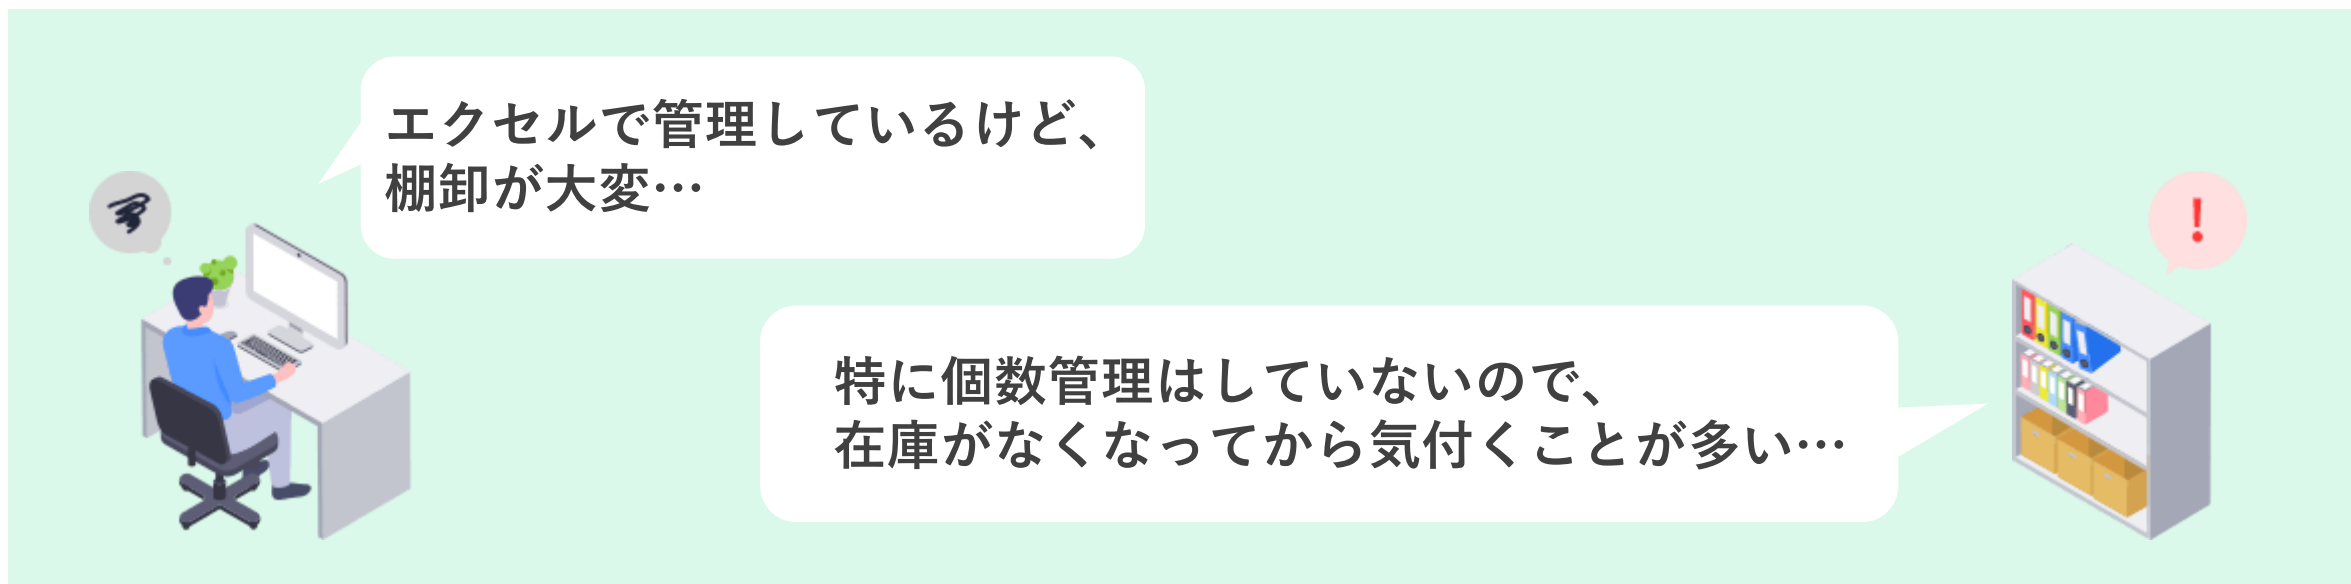 エクセルで管理しているけど、
棚卸が大変…
!
特に個数管理はしていないので、
在庫がなくなってから気付くことが多い…